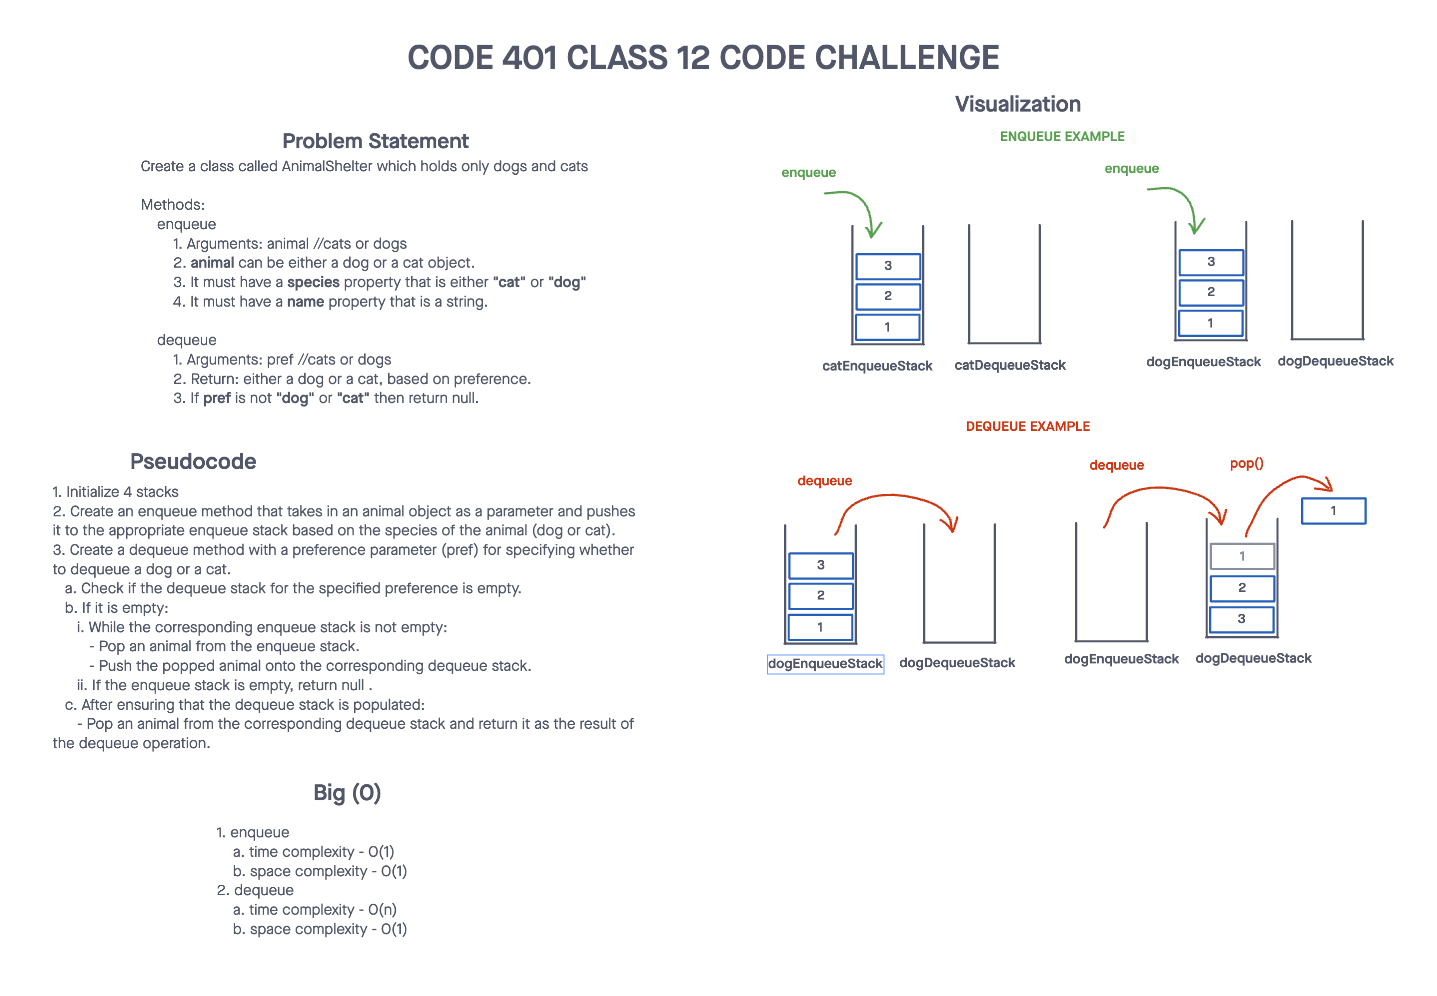 CODE 401 CLASS 12 CODE CHALLENGE
Problem Statement
Create a class called AnimalShelter which holds only dogs and cats
Methods:
enqueue
1. Arguments: animal //cats or dogs
2. animal can be either a dog or a cat object.
3. It must have a species property that is either "cat" or "dog"
4. It must have a name property that is a string.
dequeue
1. Arguments: pref //cats or dogs
2. Return: either a dog or a cat, based on preference.
3. If pref is not "dog" or "cat" then return null.
Pseudocode
1. Initialize 4 stacks
2. Create an enqueue method that takes in an animal object as a parameter and pushes
it to the appropriate enqueue stack based on the species of the animal (dog or cat).
3. Create a dequeue method with a preference parameter (pref) for specifying whether
to dequeue a dog or a cat.
a. Check if the dequeue stack for the specified preference is empty.
b. If it is empty:
i. While the corresponding enqueue stack is not empty:
- Pop an animal from the enqueue stack.
- Push the popped animal onto the corresponding dequeue stack.
ii. If the enqueue stack is empty, return null .
c. After ensuring that the dequeue stack is populated:
- Pop an animal from the corresponding dequeue stack and return it as the result of
the dequeue operation.
Big (O)
1. enqueue
a. time complexity - O(1)
b. space complexity - O(1)
2. dequeue
a. time complexity - O(n)
b. space complexity - O(1)
Visualization
ENQUEUE EXAMPLE
enqueue
3
2
1
catEnqueueStack
catDequeueStack
enqueue
3
2
1
dogEnqueueStack
dogDequeueStack
DEQUEUE EXAMPLE
dequeue
3
2
1
dogEnqueueStack
dogDequeueStack
dequeue
pop()
1
1
2
3
dogEnqueueStack
dogDequeueStack